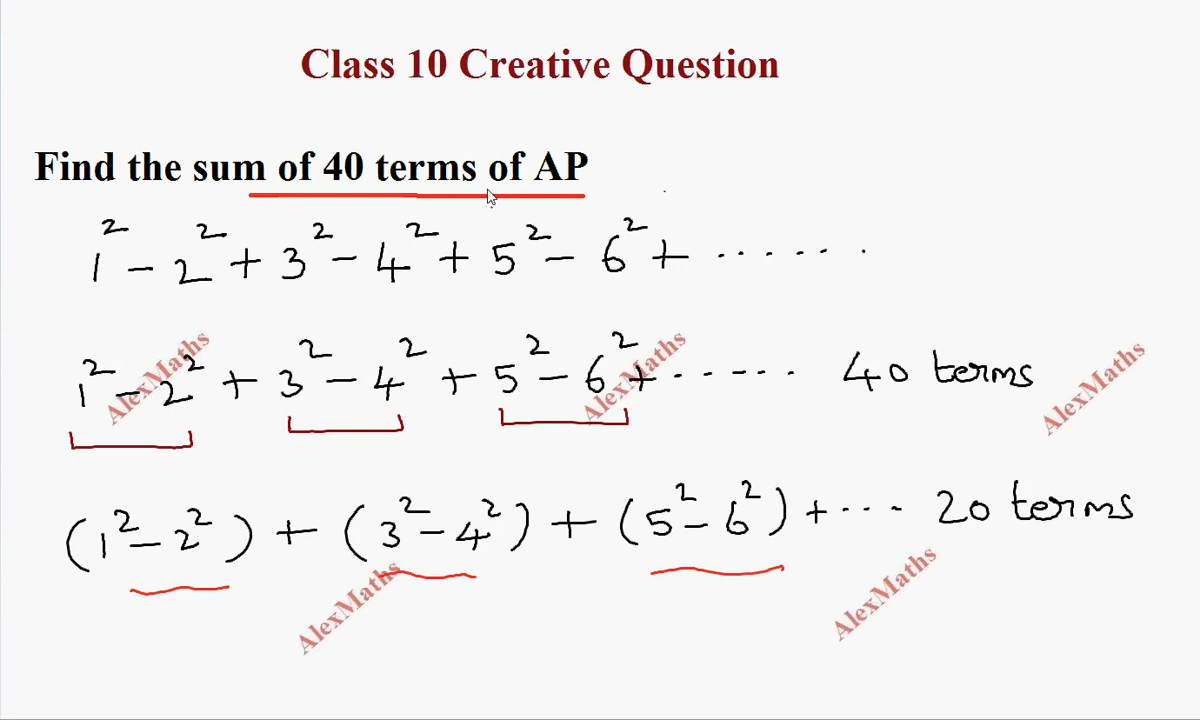 Class 10 Creative Question
Find the sum of 40 terms of AP
1² - 2² + 3² - 4² + 5² - 6² + .......
1² - 2² + 3² - 4² + 5² - 6² + ...... 40 terms
AlexMaths
AlexMaths
AlexMaths
(1² - 2²) + (3² - 4²) + (5² - 6²) + ... 20 terms
AlexMaths
AlexMaths